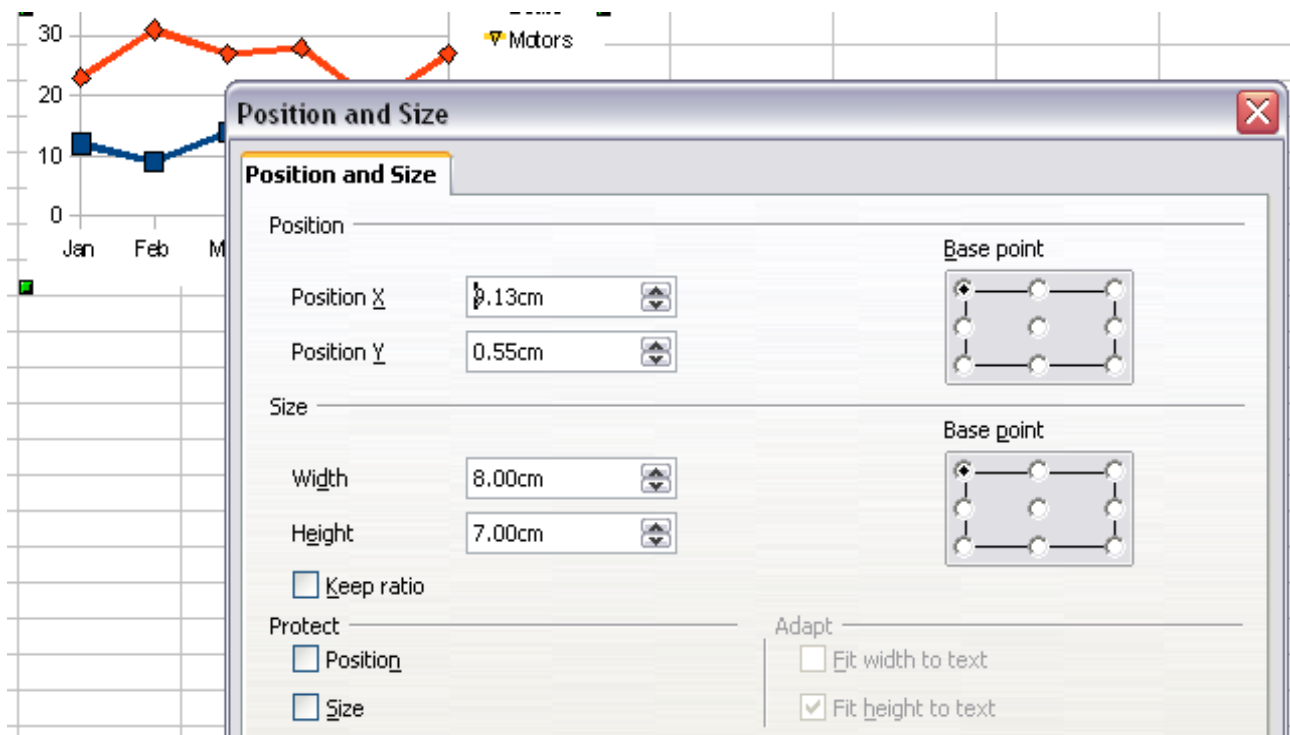 30
Motors
20
10
0
Jan Feb
Position and Size
Position and Size
Position
Base point
Position X 9.13cm
Position Y 0.55cm
Size
Base point
Width 8.00cm
Height 7.00cm
Keep ratio
Protect Adapt
Position Fit width to text
Size Fit height to text